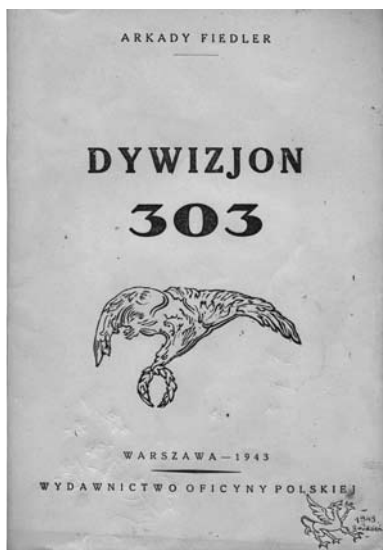 ARKADY FIEDLER
DYWIZJON
303
WARSZAWA — 1943
WYDAWNICTWO OFICYNY POLSKIEJ
1943